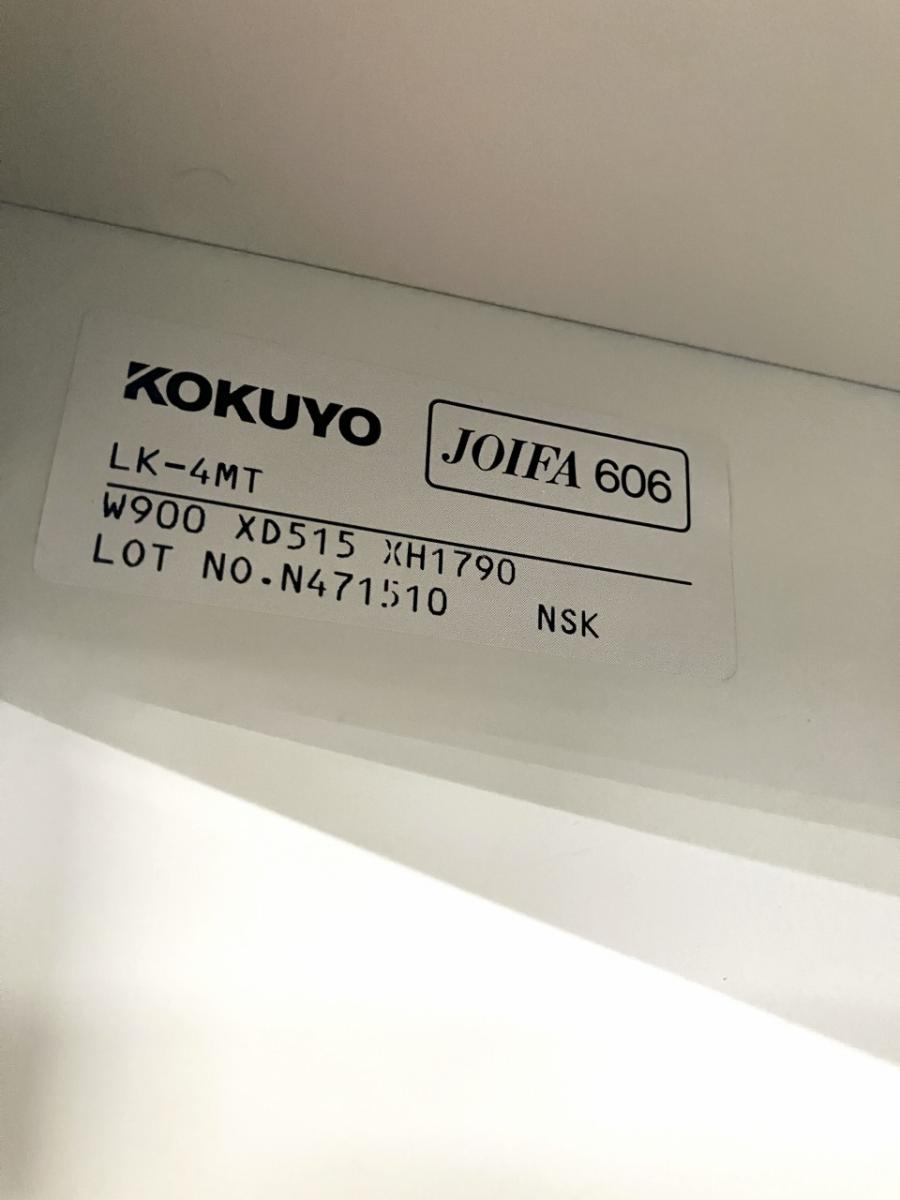 KOKUYO
JOIFA 606
LK-4MT
W900 XD515 XH1790
LOT NO.N471510 NSK